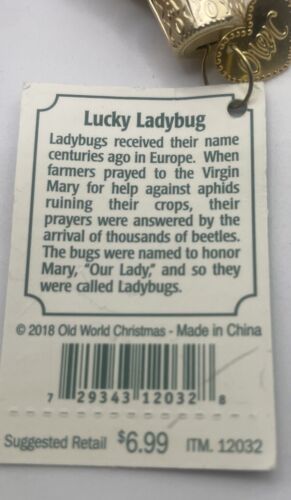 Lucky Ladybug
Ladybugs received their name
centuries ago in Europe. When
farmers prayed to the Virgin
Mary for help against aphids
ruining their crops, their
prayers were answered by the
arrival of thousands of beetles.
The bugs were named to honor
Mary, “Our Lady,” and so they
were called Ladybugs.
© 2018 Old World Christmas - Made in China
7 29343 12032 8
Suggested Retail $6.99 ITM. 12032